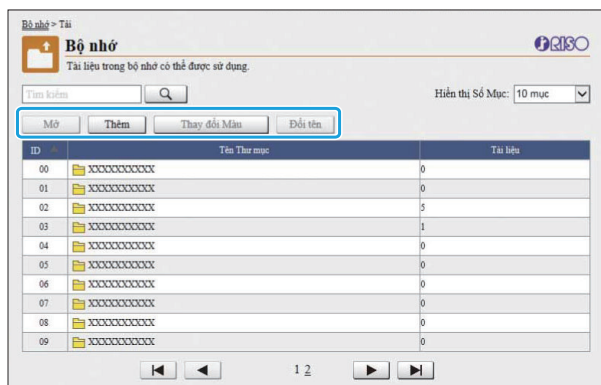 Bộ nhớ > Tải
Bộ nhớ
RISO
Tài liệu trong bộ nhớ có thể được sử dụng.
Tìm kiếm
Hiển thị Số Mục: 10 mục
Mở Thêm Thay đổi Màu Đổi tên
ID Tên Thư mục Tài liệu
00 XXXXXXXXXX 0
01 XXXXXXXXXX 0
02 XXXXXXXXXX 5
03 XXXXXXXXXX 1
04 XXXXXXXXXX 0
05 XXXXXXXXXX 0
06 XXXXXXXXXX 0
07 XXXXXXXXXX 0
08 XXXXXXXXXX 0
09 XXXXXXXXXX 0
1 2